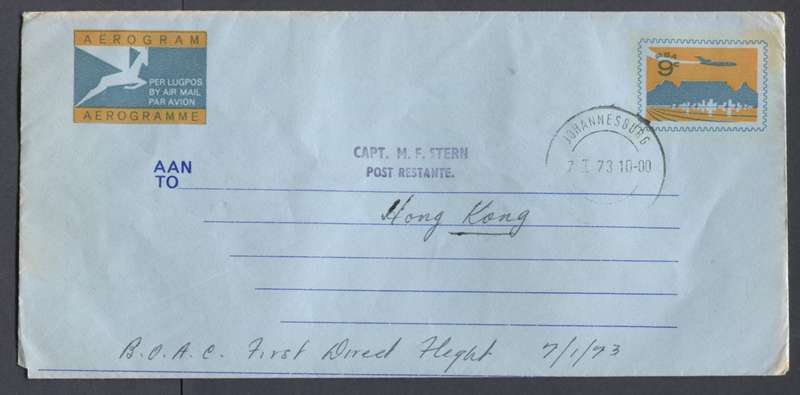 AEROGRAM
PER LUGPOS
BY AIR MAIL
PAR AVION
AEROGRAMME
RSA
9c
JOHANNESBURG
7 I 73 10-00
CAPT. M. F. STERN
POST RESTANTE.
AAN
TO
Hong Kong
B.O.A.C. First Direct Flight 7/1/73